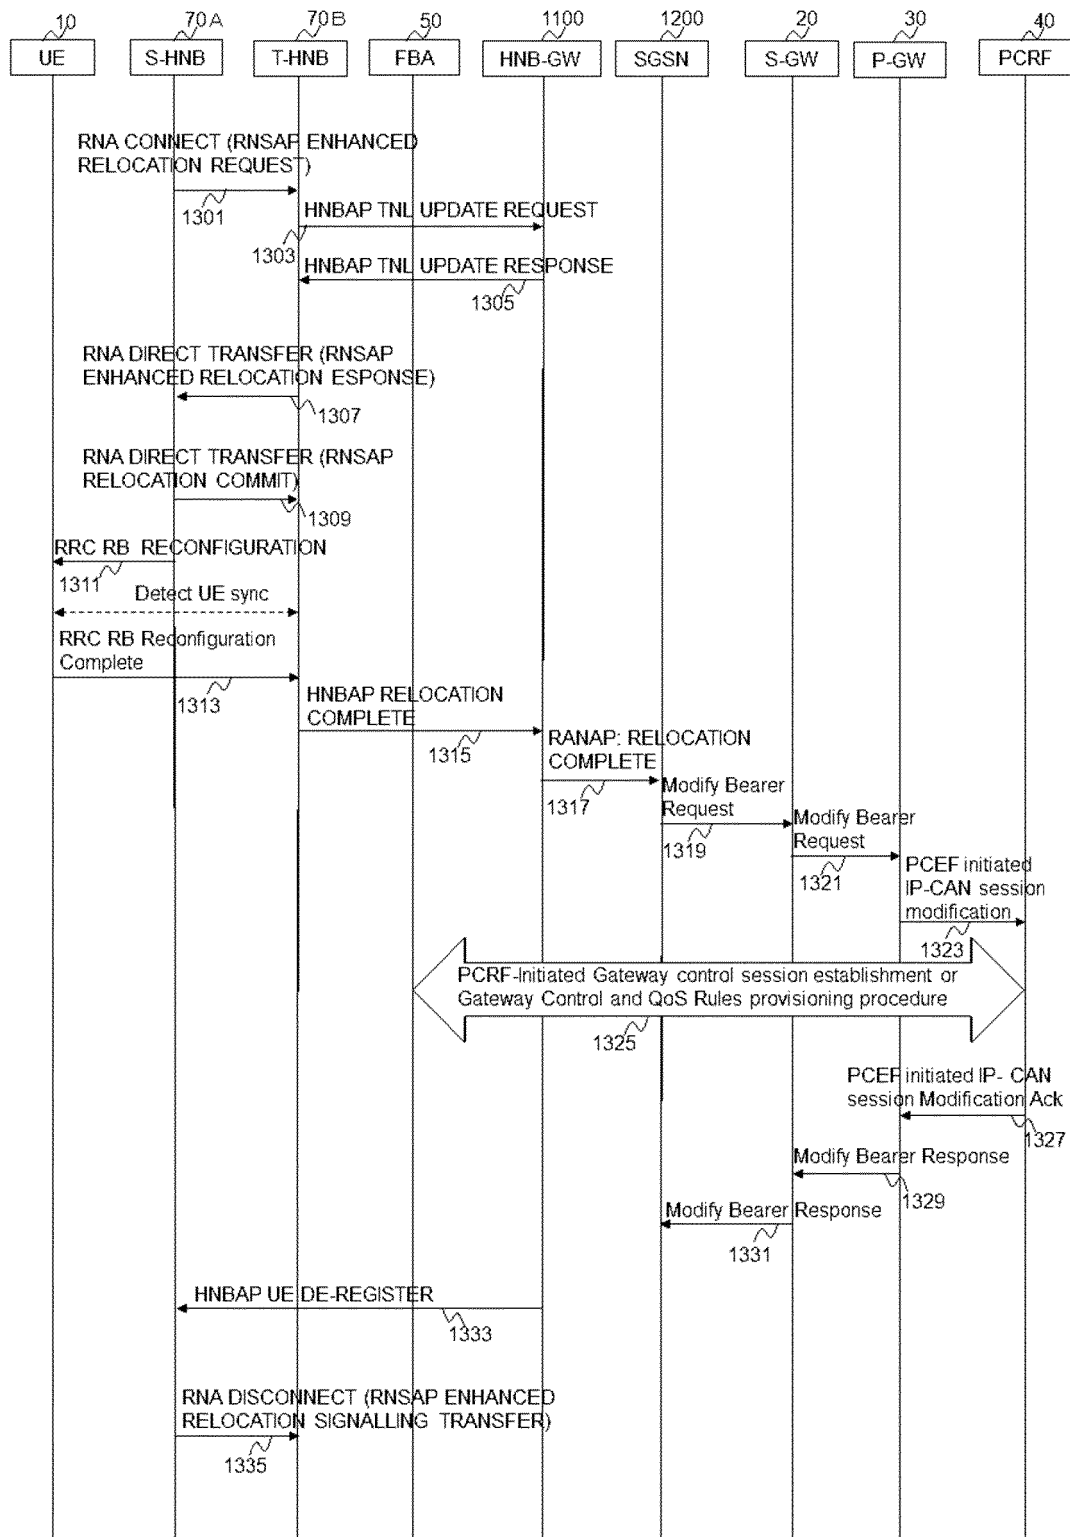 10 70A 70B 50 1100 1200 20 30 40
UE S-HNB T-HNB FBA HNB-GW SGSN S-GW P-GW PCRF
RNA CONNECT (RNSAP ENHANCED
RELOCATION REQUEST)
1301
HNBAP TNL UPDATE REQUEST
1303
HNBAP TNL UPDATE RESPONSE
1305
RNA DIRECT TRANSFER (RNSAP
ENHANCED RELOCATION ESPONSE)
1307
RNA DIRECT TRANSFER (RNSAP
RELOCATION COMMIT)
1309
RRC RB RECONFIGURATION
1311
Detect UE sync
RRC RB Reconfiguration
Complete
1313
HNBAP RELOCATION
COMPLETE
1315
RANAP: RELOCATION
COMPLETE
1317
Modify Bearer
Request
1319
Modify Bearer
Request
1321
PCEF initiated
IP-CAN session
modification
1323
PCRF-Initiated Gateway control session establishment or
Gateway Control and QoS Rules provisioning procedure
1325
PCEF initiated IP- CAN
session Modification Ack
1327
Modify Bearer Response
1329
Modify Bearer Response
1331
HNBAP UE DE-REGISTER
1333
RNA DISCONNECT (RNSAP ENHANCED
RELOCATION SIGNALLING TRANSFER)
1335